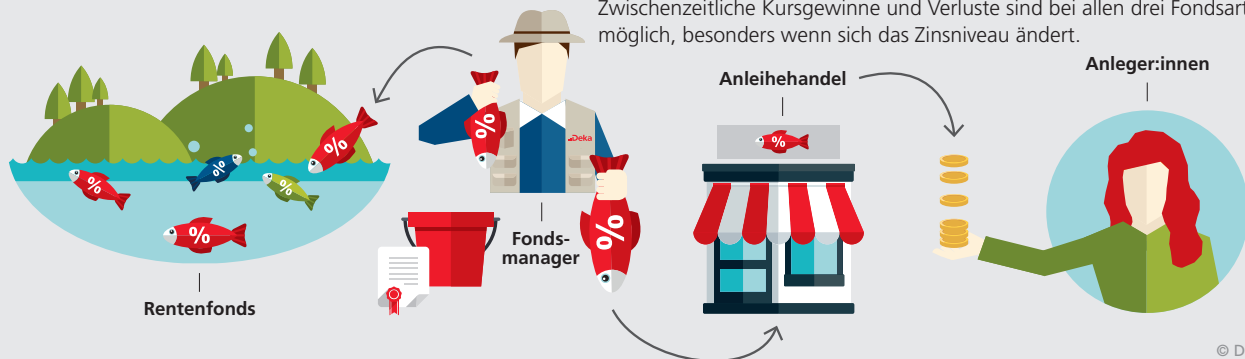 Zwischenzeitliche Kursgewinne und Verluste sind bei allen drei
möglich, besonders wenn sich das Zinsniveau ändert.
Anleihehandel
Anleger:innen
%
%
%
%
%
%
%
Deka
Fonds-
manager
Rentenfonds
©